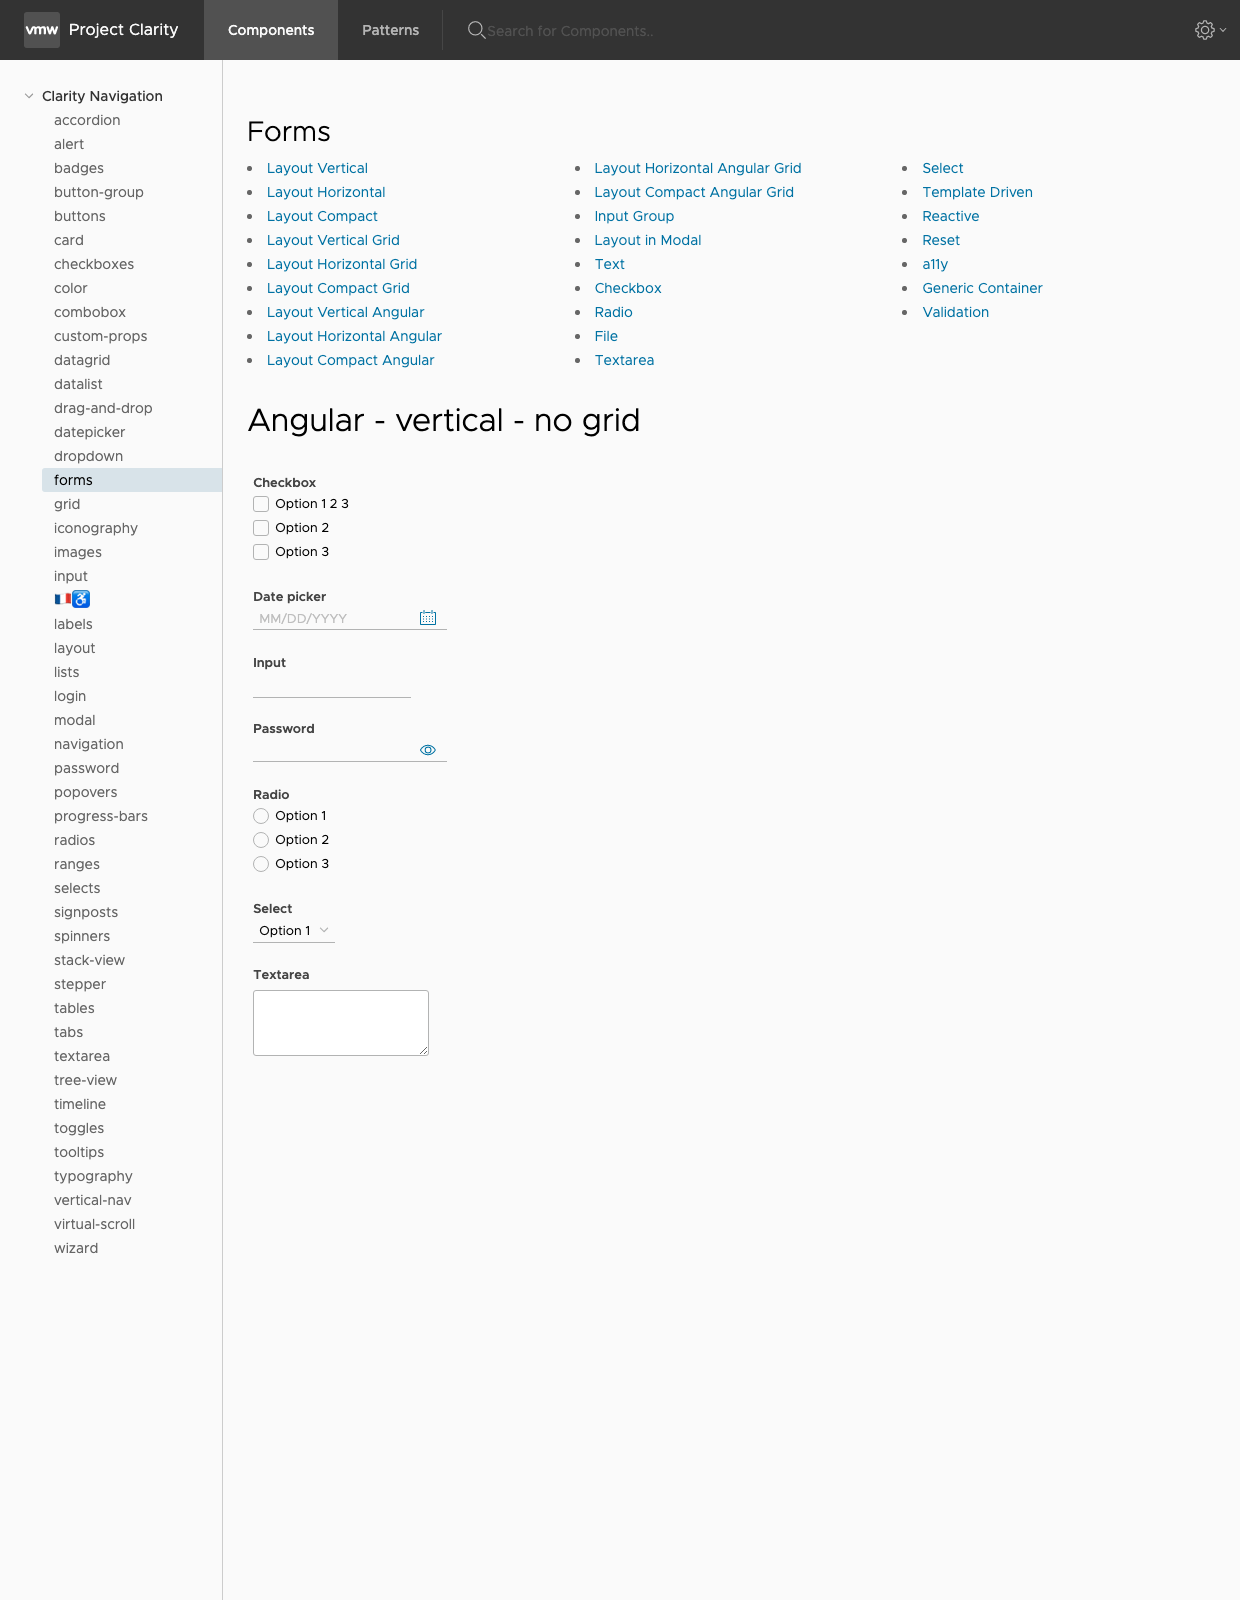 vmw Project Clarity Components Patterns Search for Components..
Clarity Navigation
accordion
alert
badges
button-group
buttons
card
checkboxes
color
combobox
custom-props
datagrid
datalist
drag-and-drop
datepicker
dropdown
forms
grid
iconography
images
input
🇫🇷♿
labels
layout
lists
login
modal
navigation
password
popovers
progress-bars
radios
ranges
selects
signposts
spinners
stack-view
stepper
tables
tabs
textarea
tree-view
timeline
toggles
tooltips
typography
vertical-nav
virtual-scroll
wizard
Forms
Layout Vertical
Layout Horizontal
Layout Compact
Layout Vertical Grid
Layout Horizontal Grid
Layout Compact Grid
Layout Vertical Angular
Layout Horizontal Angular
Layout Compact Angular
Layout Horizontal Angular Grid
Layout Compact Angular Grid
Input Group
Layout in Modal
Text
Checkbox
Radio
File
Textarea
Select
Template Driven
Reactive
Reset
a11y
Generic Container
Validation
Angular - vertical - no grid
Checkbox
Option 1 2 3
Option 2
Option 3
Date picker
MM/DD/YYYY
Input
Password
Radio
Option 1
Option 2
Option 3
Select
Option 1
Textarea